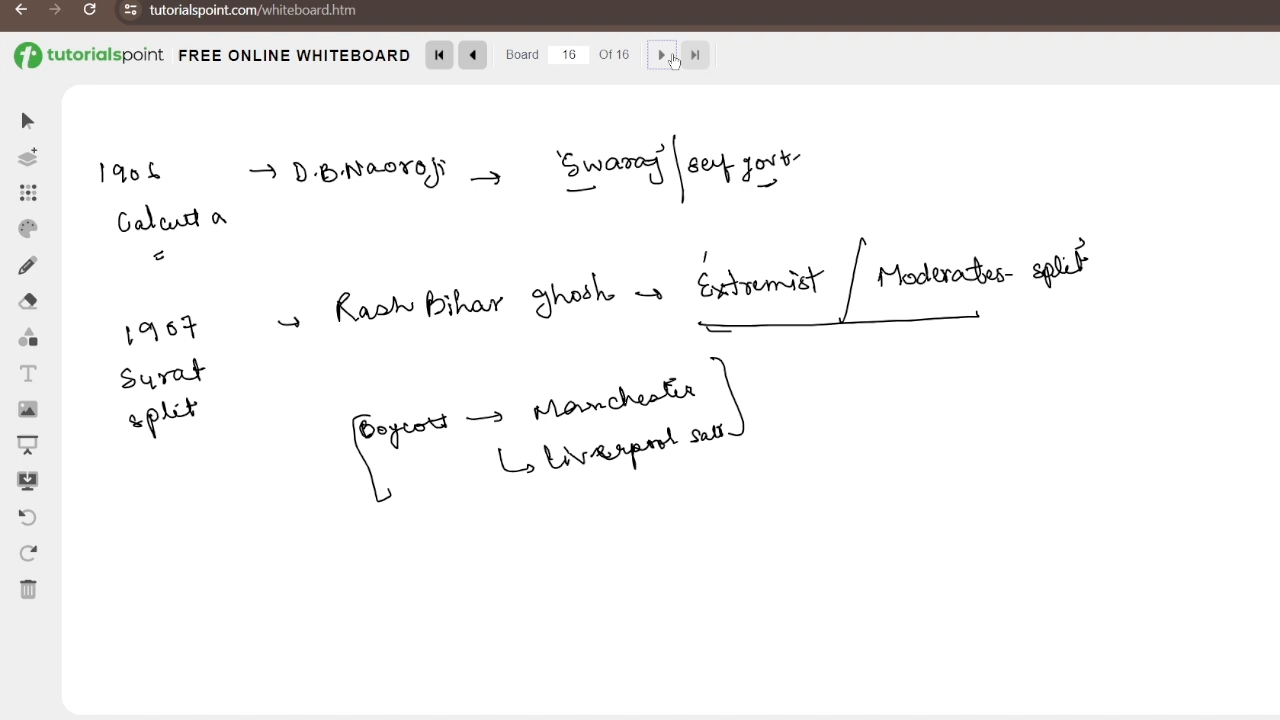 tutorialspoint.com/whiteboard.htm
tutorialspoint FREE ONLINE WHITEBOARD Board 16 Of 16
1906 → D.B.Naoroji → 'Swaraj' | self govt-
Calcutta
1907 → Rash Bihar Ghosh → 'Extremist / Moderates- split'
Surat
split
Boycott → Manchester
↳ Liverpool salt